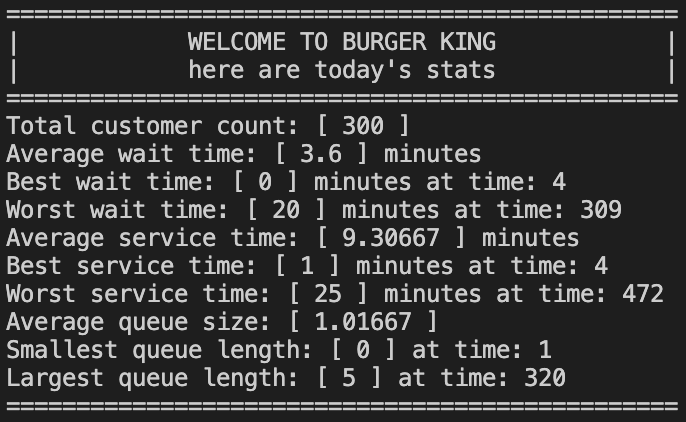 ================================================
| WELCOME TO BURGER KING |
| here are today's stats |
================================================
Total customer count: [ 300 ]
Average wait time: [ 3.6 ] minutes
Best wait time: [ 0 ] minutes at time: 4
Worst wait time: [ 20 ] minutes at time: 309
Average service time: [ 9.30667 ] minutes
Best service time: [ 1 ] minutes at time: 4
Worst service time: [ 25 ] minutes at time: 472
Average queue size: [ 1.01667 ]
Smallest queue length: [ 0 ] at time: 1
Largest queue length: [ 5 ] at time: 320
================================================